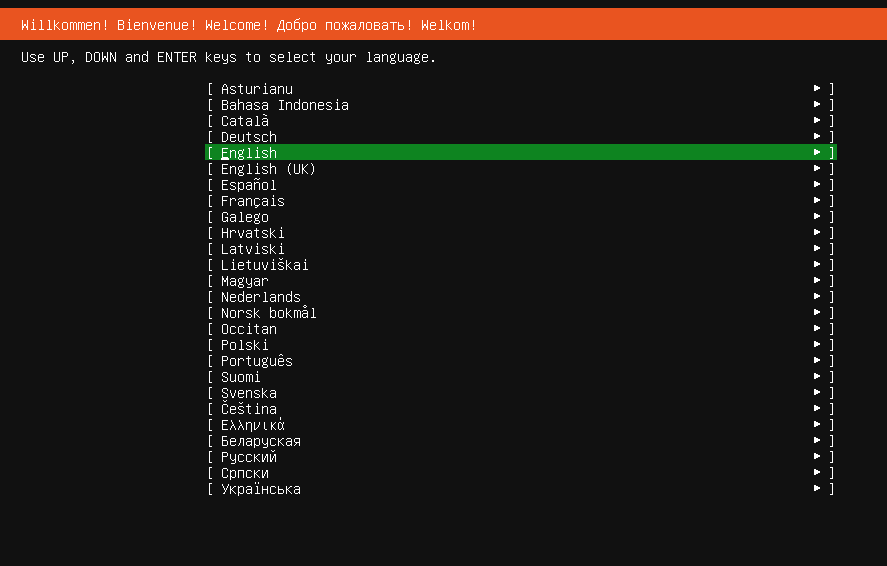 Willkommen! Bienvenue! Welcome! Добро пожаловать! Welkom!
Use UP, DOWN and ENTER keys to select your language.
[ Asturianu ► ]
[ Bahasa Indonesia ► ]
[ Català ► ]
[ Deutsch ► ]
[ English ► ]
[ English (UK) ► ]
[ Español ► ]
[ Français ► ]
[ Galego ► ]
[ Hrvatski ► ]
[ Latviski ► ]
[ Lietuviškai ► ]
[ Magyar ► ]
[ Nederlands ► ]
[ Norsk bokmål ► ]
[ Occitan ► ]
[ Polski ► ]
[ Português ► ]
[ Suomi ► ]
[ Svenska ► ]
[ Čeština ► ]
[ Ελληνικά ► ]
[ Беларуская ► ]
[ Русский ► ]
[ Српски ► ]
[ Українська ► ]